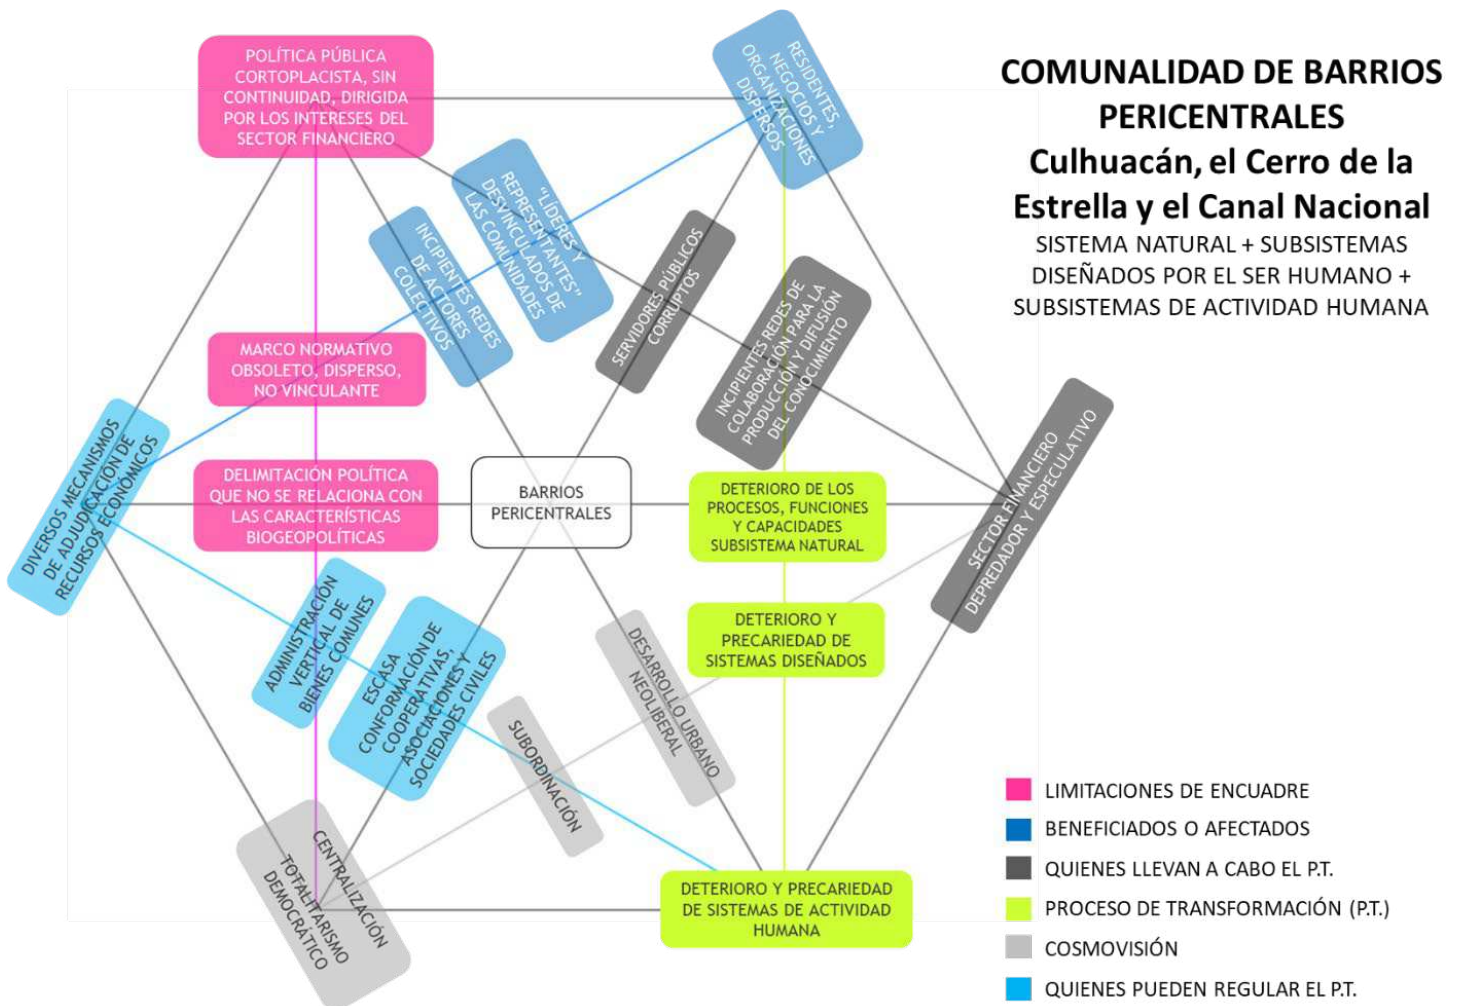 POLÍTICA PÚBLICA
CORTOPLACISTA, SIN
CONTINUIDAD, DIRIGIDA
POR LOS INTERESES DEL
SECTOR FINANCIERO
RESIDENTES,
NEGOCIOS Y
ORGANIZACIONES
DISPERSOS
COMUNALIDAD DE BARRIOS
PERICENTRALES
Culhuacán, el Cerro de la
Estrella y el Canal Nacional
SISTEMA NATURAL + SUBSISTEMAS
DISEÑADOS POR EL SER HUMANO +
SUBSISTEMAS DE ACTIVIDAD HUMANA
"LÍDERES Y
REPRESENTANTES"
DESVINCULADOS DE
LAS COMUNIDADES
INCIPIENTES REDES
DE ACTORES
COLECTIVOS
SERVIDORES PÚBLICOS
CORRUPTOS
INCIPIENTES REDES DE
COLABORACIÓN PARA LA
PRODUCCIÓN Y DIFUSIÓN
DEL CONOCIMIENTO
MARCO NORMATIVO
OBSOLETO, DISPERSO,
NO VINCULANTE
DIVERSOS MECANISMOS
DE ADJUDICACIÓN DE
RECURSOS ECONÓMICOS
DELIMITACIÓN POLÍTICA
QUE NO SE RELACIONA CON
LAS CARACTERÍSTICAS
BIOGEOPOLÍTICAS
BARRIOS
PERICENTRALES
DETERIORO DE LOS
PROCESOS, FUNCIONES
Y CAPACIDADES
SUBSISTEMA NATURAL
SECTOR FINANCIERO
DEPREDADOR Y ESPECULATIVO
ADMINISTRACIÓN
VERTICAL DE
BIENES COMUNES
ESCASA
CONFORMACIÓN DE
COOPERATIVAS,
ASOCIACIONES Y
SOCIEDADES CIVILES
DETERIORO Y
PRECARIEDAD DE
SISTEMAS DISEÑADOS
DESARROLLO URBANO
NEOLIBERAL
SUBORDINACIÓN
CENTRALIZACIÓN
TOTALITARISMO
DEMOCRÁTICO
DETERIORO Y PRECARIEDAD
DE SISTEMAS DE ACTIVIDAD
HUMANA
LIMITACIONES DE ENCUADRE
BENEFICIADOS O AFECTADOS
QUIENES LLEVAN A CABO EL P.T.
PROCESO DE TRANSFORMACIÓN (P.T.)
COSMOVISIÓN
QUIENES PUEDEN REGULAR EL P.T.